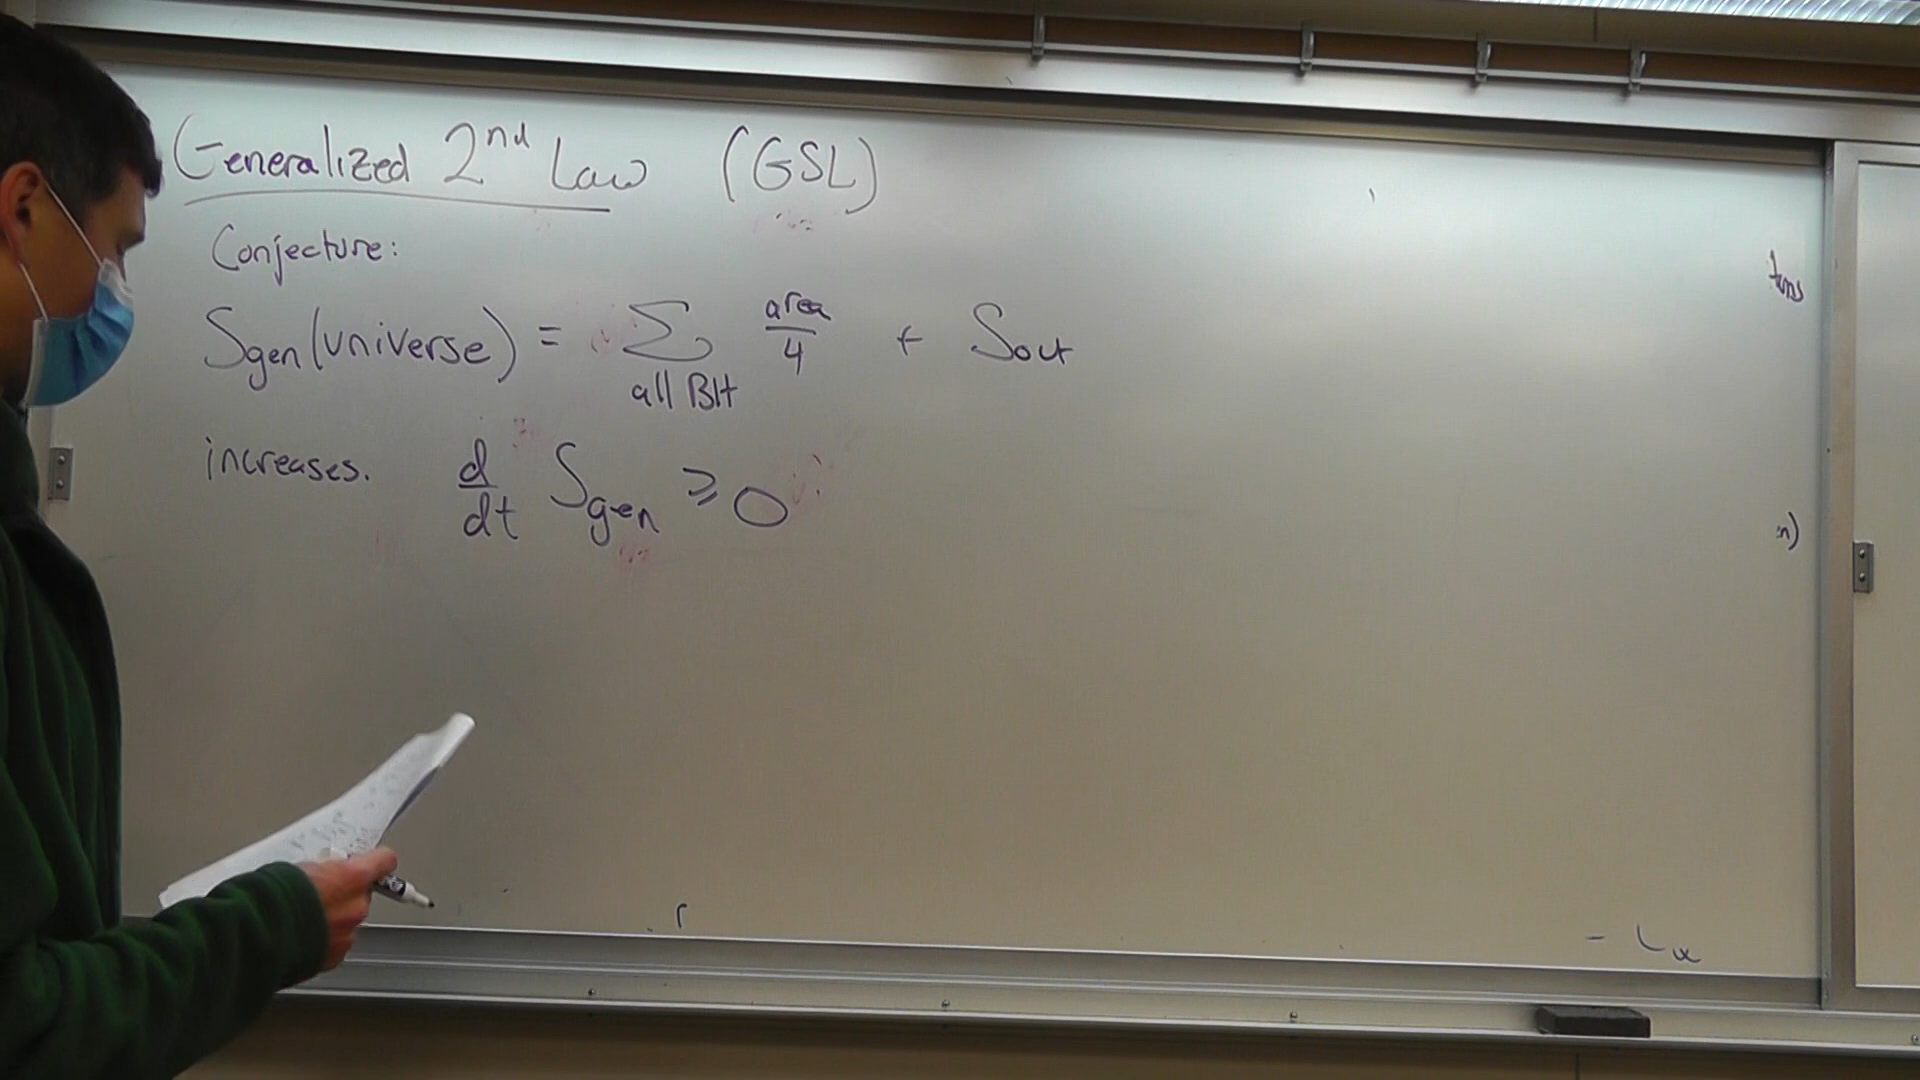 Generalized 2nd Law (GSL)
Conjecture:
Sgen(universe) = Σ area/4 + Sout
all BH
increases. d/dt Sgen ≥ 0